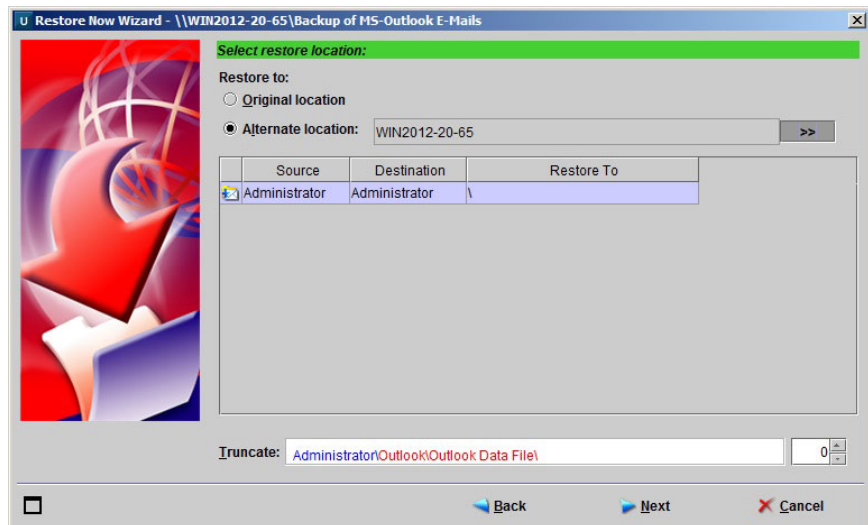 U Restore Now Wizard - \\WIN2012-20-65\Backup of MS-Outlook E-Mails
Select restore location:
Restore to:
Original location
Alternate location: WIN2012-20-65 >>
Source Destination Restore To
Administrator Administrator \
Truncate: Administrator\Outlook\Outlook Data File\ 0
Back Next Cancel